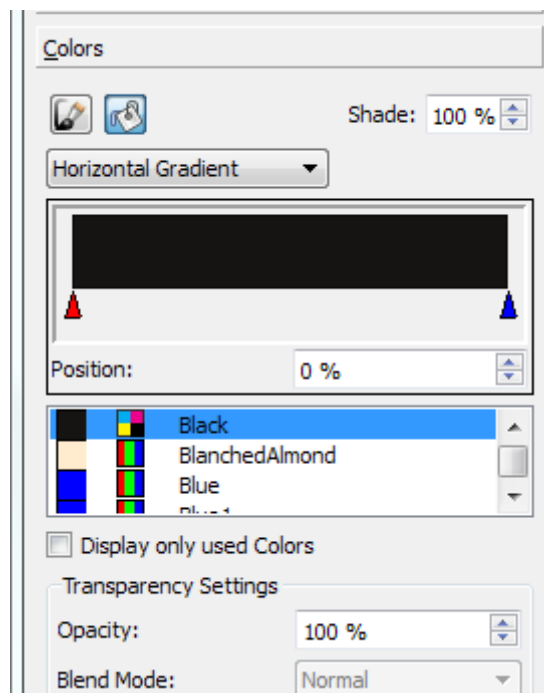 Colors
Shade: 100 %
Horizontal Gradient
Position: 0 %
Black
BlanchedAlmond
Blue
Blue1
Display only used Colors
Transparency Settings
Opacity: 100 %
Blend Mode: Normal